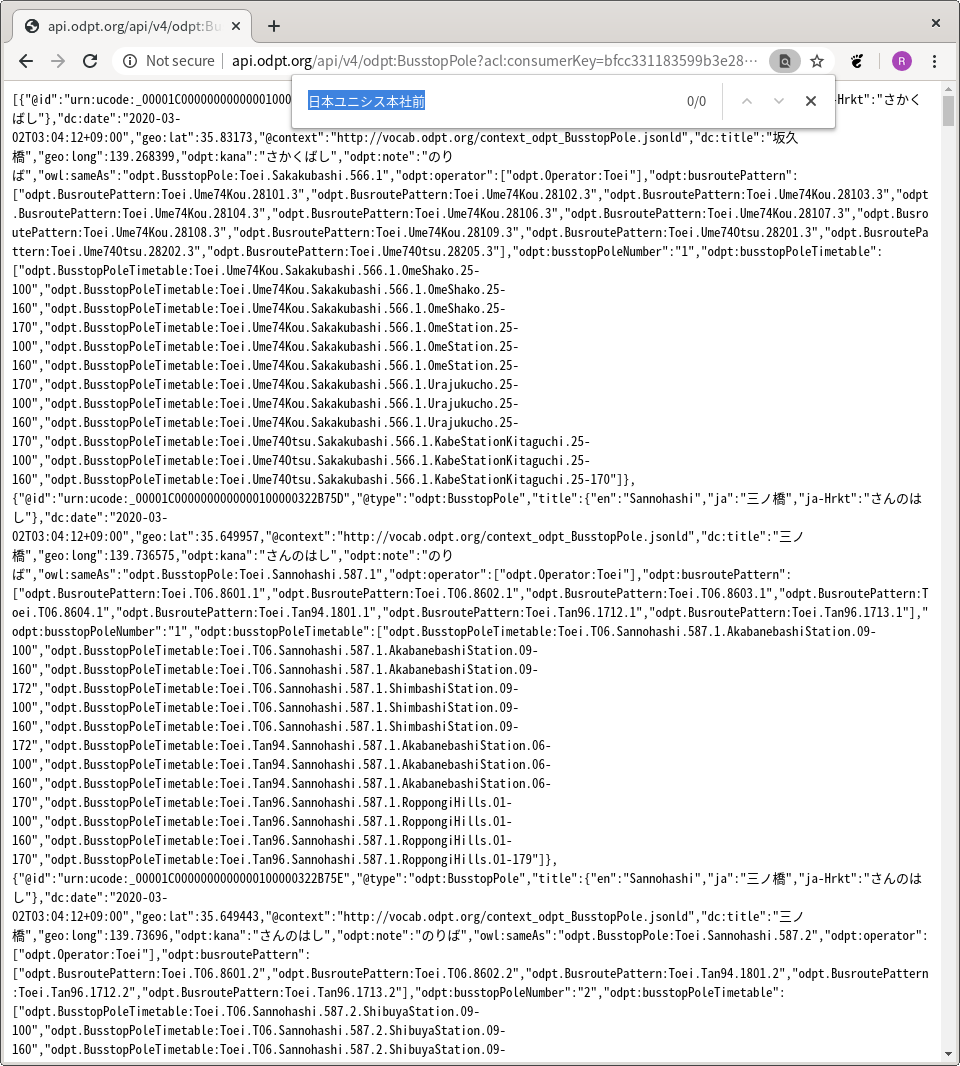 api.odpt.org/api/v4/odpt:Bu
Not secure
api.odpt.org/api/v4/odpt:BusstopPole?acl:consumerKey=bfcc331183599b3e28···
R
日本ユニシス本社前
0/0
[{"@id":"urn:ucode:_00001C00000000000001000
-Hrkt":"さかく
ばし"},"dc:date":"2020-03-
02T03:04:12+09:00","geo:lat":35.83173,"@context":"http://vocab.odpt.org/context_odpt_BusstopPole.jsonld","dc:title":"坂久
橋","geo:long":139.268399,"odpt:kana":"さかくばし","odpt:note":"のり
ば","owl:sameAs":"odpt.BusstopPole:Toei.Sakakubashi.566.1","odpt:operator":["odpt.Operator:Toei"],"odpt:busroutePattern":
["odpt.BusroutePattern:Toei.Ume74Kou.28101.3","odpt.BusroutePattern:Toei.Ume74Kou.28102.3","odpt.BusroutePattern:Toei.Ume74Kou.28103.3","odpt
.BusroutePattern:Toei.Ume74Kou.28104.3","odpt.BusroutePattern:Toei.Ume74Kou.28106.3","odpt.BusroutePattern:Toei.Ume74Kou.28107.3","odpt.Busro
utePattern:Toei.Ume74Kou.28108.3","odpt.BusroutePattern:Toei.Ume74Kou.28109.3","odpt.BusroutePattern:Toei.Ume74Otsu.28201.3","odpt.BusroutePa
ttern:Toei.Ume74Otsu.28202.3","odpt.BusroutePattern:Toei.Ume74Otsu.28205.3"],"odpt:busstopPoleNumber":"1","odpt:busstopPoleTimetable":
["odpt.BusstopPoleTimetable:Toei.Ume74Kou.Sakakubashi.566.1.OmeShako.25-
100","odpt.BusstopPoleTimetable:Toei.Ume74Kou.Sakakubashi.566.1.OmeShako.25-
160","odpt.BusstopPoleTimetable:Toei.Ume74Kou.Sakakubashi.566.1.OmeShako.25-
170","odpt.BusstopPoleTimetable:Toei.Ume74Kou.Sakakubashi.566.1.OmeStation.25-
100","odpt.BusstopPoleTimetable:Toei.Ume74Kou.Sakakubashi.566.1.OmeStation.25-
160","odpt.BusstopPoleTimetable:Toei.Ume74Kou.Sakakubashi.566.1.OmeStation.25-
170","odpt.BusstopPoleTimetable:Toei.Ume74Kou.Sakakubashi.566.1.Urajukucho.25-
100","odpt.BusstopPoleTimetable:Toei.Ume74Kou.Sakakubashi.566.1.Urajukucho.25-
160","odpt.BusstopPoleTimetable:Toei.Ume74Kou.Sakakubashi.566.1.Urajukucho.25-
170","odpt.BusstopPoleTimetable:Toei.Ume74Otsu.Sakakubashi.566.1.KabeStationKitaguchi.25-
100","odpt.BusstopPoleTimetable:Toei.Ume74Otsu.Sakakubashi.566.1.KabeStationKitaguchi.25-
160","odpt.BusstopPoleTimetable:Toei.Ume74Otsu.Sakakubashi.566.1.KabeStationKitaguchi.25-170"]},
{"@id":"urn:ucode:_00001C0000000000000100000322B75D","@type":"odpt:BusstopPole","title":{"en":"Sannohashi","ja":"三ノ橋","ja-Hrkt":"さんのは
し"},"dc:date":"2020-03-
02T03:04:12+09:00","geo:lat":35.649957,"@context":"http://vocab.odpt.org/context_odpt_BusstopPole.jsonld","dc:title":"三ノ
橋","geo:long":139.736575,"odpt:kana":"さんのはし","odpt:note":"のり
ば","owl:sameAs":"odpt.BusstopPole:Toei.Sannohashi.587.1","odpt:operator":["odpt.Operator:Toei"],"odpt:busroutePattern":
["odpt.BusroutePattern:Toei.T06.8601.1","odpt.BusroutePattern:Toei.T06.8602.1","odpt.BusroutePattern:Toei.T06.8603.1","odpt.BusroutePattern:T
oei.T06.8604.1","odpt.BusroutePattern:Toei.Tan94.1801.1","odpt.BusroutePattern:Toei.Tan96.1712.1","odpt.BusroutePattern:Toei.Tan96.1713.1"],"
odpt:busstopPoleNumber":"1","odpt:busstopPoleTimetable":["odpt.BusstopPoleTimetable:Toei.T06.Sannohashi.587.1.AkabanebashiStation.09-
100","odpt.BusstopPoleTimetable:Toei.T06.Sannohashi.587.1.AkabanebashiStation.09-
160","odpt.BusstopPoleTimetable:Toei.T06.Sannohashi.587.1.AkabanebashiStation.09-
172","odpt.BusstopPoleTimetable:Toei.T06.Sannohashi.587.1.ShimbashiStation.09-
100","odpt.BusstopPoleTimetable:Toei.T06.Sannohashi.587.1.ShimbashiStation.09-
160","odpt.BusstopPoleTimetable:Toei.T06.Sannohashi.587.1.ShimbashiStation.09-
172","odpt.BusstopPoleTimetable:Toei.Tan94.Sannohashi.587.1.AkabanebashiStation.06-
100","odpt.BusstopPoleTimetable:Toei.Tan94.Sannohashi.587.1.AkabanebashiStation.06-
160","odpt.BusstopPoleTimetable:Toei.Tan94.Sannohashi.587.1.AkabanebashiStation.06-
170","odpt.BusstopPoleTimetable:Toei.Tan96.Sannohashi.587.1.RoppongiHills.01-
100","odpt.BusstopPoleTimetable:Toei.Tan96.Sannohashi.587.1.RoppongiHills.01-
160","odpt.BusstopPoleTimetable:Toei.Tan96.Sannohashi.587.1.RoppongiHills.01-
170","odpt.BusstopPoleTimetable:Toei.Tan96.Sannohashi.587.1.RoppongiHills.01-179"]},
{"@id":"urn:ucode:_00001C0000000000000100000322B75E","@type":"odpt:BusstopPole","title":{"en":"Sannohashi","ja":"三ノ橋","ja-Hrkt":"さんのは
し"},"dc:date":"2020-03-
02T03:04:12+09:00","geo:lat":35.649443,"@context":"http://vocab.odpt.org/context_odpt_BusstopPole.jsonld","dc:title":"三ノ
橋","geo:long":139.73696,"odpt:kana":"さんのはし","odpt:note":"のりば","owl:sameAs":"odpt.BusstopPole:Toei.Sannohashi.587.2","odpt:operator":
["odpt.Operator:Toei"],"odpt:busroutePattern":
["odpt.BusroutePattern:Toei.T06.8601.2","odpt.BusroutePattern:Toei.T06.8602.2","odpt.BusroutePattern:Toei.Tan94.1801.2","odpt.BusroutePattern
:Toei.Tan96.1712.2","odpt.BusroutePattern:Toei.Tan96.1713.2"],"odpt:busstopPoleNumber":"2","odpt:busstopPoleTimetable":
["odpt.BusstopPoleTimetable:Toei.T06.Sannohashi.587.2.ShibuyaStation.09-
100","odpt.BusstopPoleTimetable:Toei.T06.Sannohashi.587.2.ShibuyaStation.09-
160","odpt.BusstopPoleTimetable:Toei.T06.Sannohashi.587.2.ShibuyaStation.09-